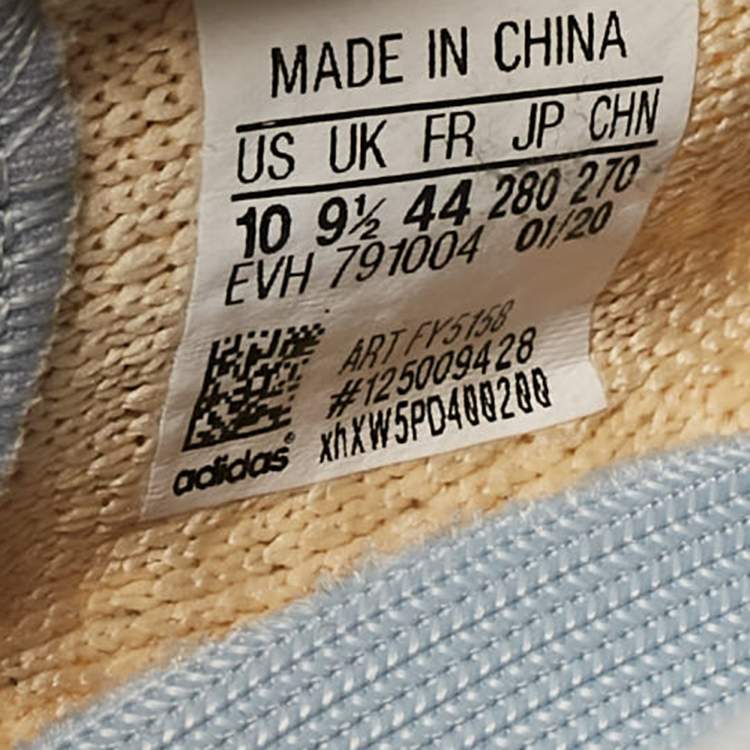 MADE IN CHINA
US UK FR JP CHN
10 9½ 44 280 270
EVH 791004 01/20
ART FY5158
#125009428
xhXW5PD400200
adidas®